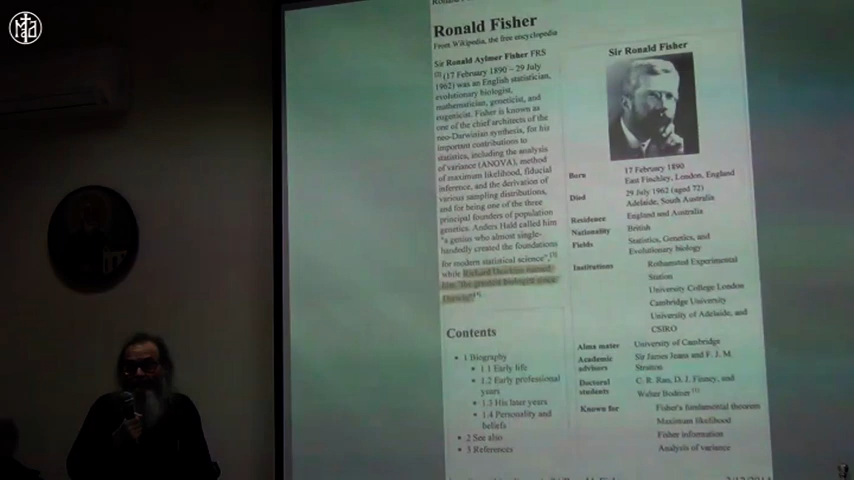 Ronald Fisher
From Wikipedia, the free encyclopedia
Sir Ronald Aylmer Fisher FRS
[2] (17 February 1890 – 29 July
1962) was an English statistician,
evolutionary biologist,
mathematician, geneticist, and
eugenicist. Fisher is known as
one of the chief architects of the
neo-Darwinian synthesis, for his
important contributions to
statistics, including the analysis
of variance (ANOVA), method
of maximum likelihood, fiducial
inference, and the derivation of
various sampling distributions,
and for being one of the three
principal founders of population
genetics. Anders Hald called him
"a genius who almost single-
handedly created the foundations
for modern statistical science",[3]
while Richard Dawkins named
him "the greatest biologist since
Darwin".[4]
Contents
1 Biography
1.1 Early life
1.2 Early professional
years
1.3 His later years
1.4 Personality and
beliefs
2 See also
3 References
Sir Ronald Fisher
Born 17 February 1890
East Finchley, London, England
Died 29 July 1962 (aged 72)
Adelaide, South Australia
Residence England and Australia
Nationality British
Fields Statistics, Genetics, and
Evolutionary biology
Institutions Rothamsted Experimental
Station
University College London
Cambridge University
University of Adelaide, and
CSIRO
Alma mater University of Cambridge
Academic Sir James Jeans and F. J. M.
advisors Stratton
Doctoral C. R. Rao, D. J. Finney, and
students Walter Bodmer[1]
Known for Fisher's fundamental theorem
Maximum likelihood
Fisher information
Analysis of variance